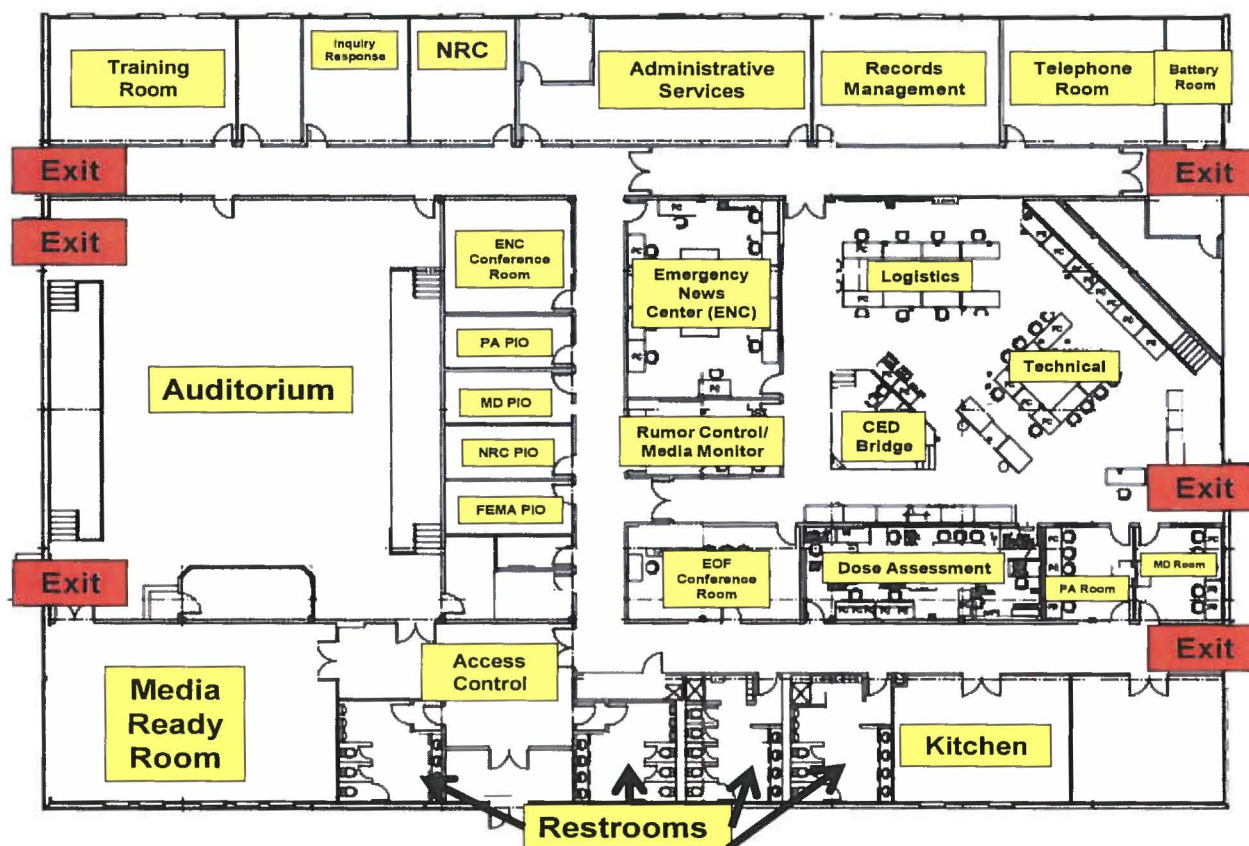 Training
Room
Inquiry
Response
NRC
Administrative
Services
Records
Management
Telephone
Room
Battery
Room
Exit
Exit
Exit
ENC
Conference
Room
Emergency
News
Center (ENC)
Logistics
PA PIO
Technical
Auditorium
MD PIO
Rumor Control/
Media Monitor
CED
Bridge
NRC PIO
Exit
FEMA PIO
Exit
EOF
Conference
Room
Dose Assessment
PA Room
MD Room
Exit
Media
Ready
Room
Access
Control
Kitchen
Restrooms